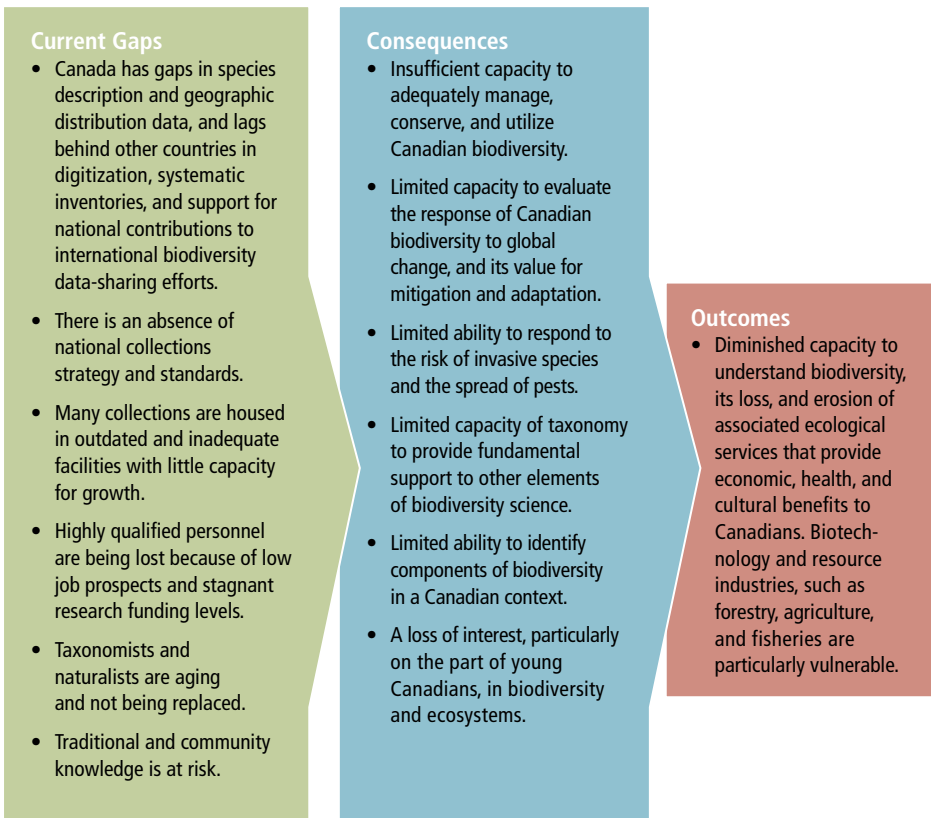 Current Gaps
• Canada has gaps in species
description and geographic
distribution data, and lags
behind other countries in
digitization, systematic
inventories, and support for
national contributions to
international biodiversity
data-sharing efforts.
• There is an absence of
national collections
strategy and standards.
• Many collections are housed
in outdated and inadequate
facilities with little capacity
for growth.
• Highly qualified personnel
are being lost because of low
job prospects and stagnant
research funding levels.
• Taxonomists and
naturalists are aging
and not being replaced.
• Traditional and community
knowledge is at risk.
Consequences
• Insufficient capacity to
adequately manage,
conserve, and utilize
Canadian biodiversity.
• Limited capacity to evaluate
the response of Canadian
biodiversity to global
change, and its value for
mitigation and adaptation.
• Limited ability to respond to
the risk of invasive species
and the spread of pests.
• Limited capacity of taxonomy
to provide fundamental
support to other elements
of biodiversity science.
• Limited ability to identify
components of biodiversity
in a Canadian context.
• A loss of interest, particularly
on the part of young
Canadians, in biodiversity
and ecosystems.
Outcomes
• Diminished capacity to
understand biodiversity,
its loss, and erosion of
associated ecological
services that provide
economic, health, and
cultural benefits to
Canadians. Biotech-
nology and resource
industries, such as
forestry, agriculture,
and fisheries are
particularly vulnerable.